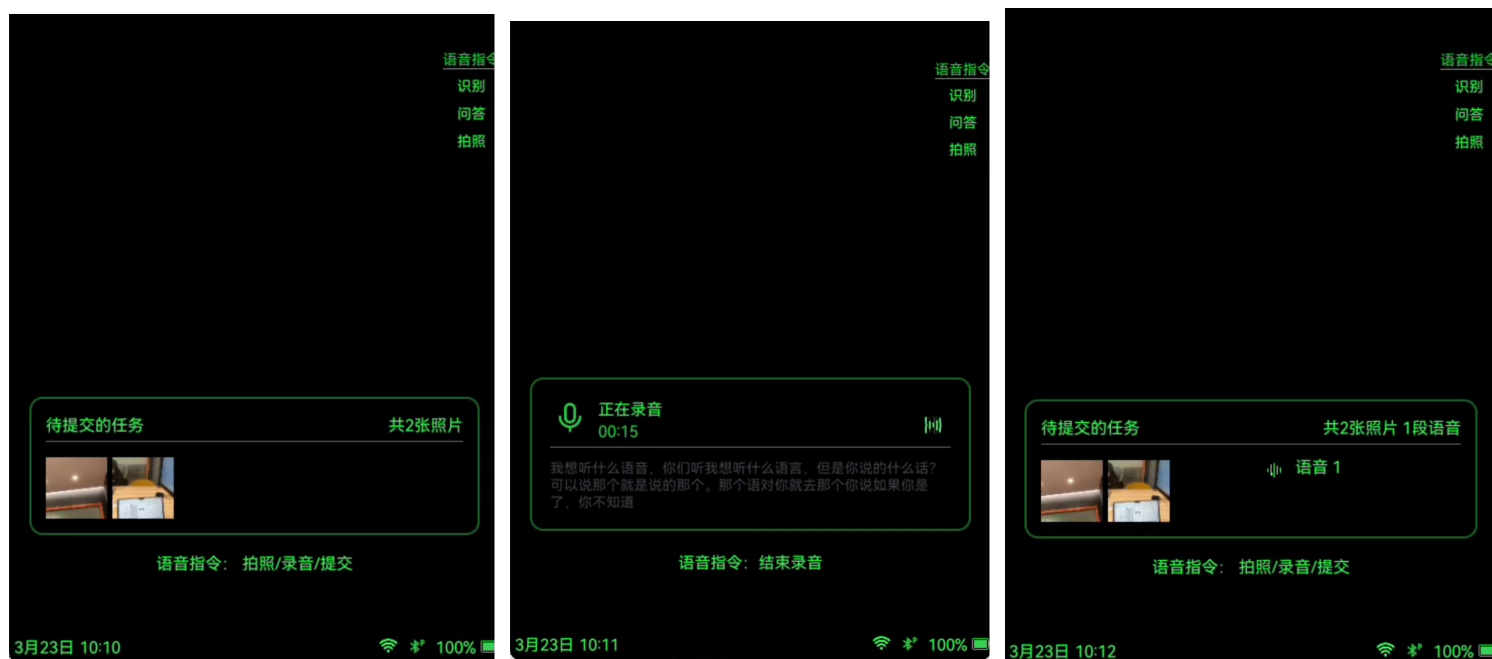 语音指令
识别
问答
拍照
待提交的任务 共2张照片
语音指令： 拍照/录音/提交
3月23日 10:10 100%
语音指令
识别
问答
拍照
正在录音
00:15
我想听什么语音，你们听我想听什么语言，但是你说的什么话？
可以说那个就是说的那个。那个语对你就去那个你说如果你是
了，你不知道
语音指令：结束录音
3月23日 10:11 100%
语音指令
识别
问答
拍照
待提交的任务 共2张照片 1段语音
语音 1
语音指令： 拍照/录音/提交
3月23日 10:12 100%